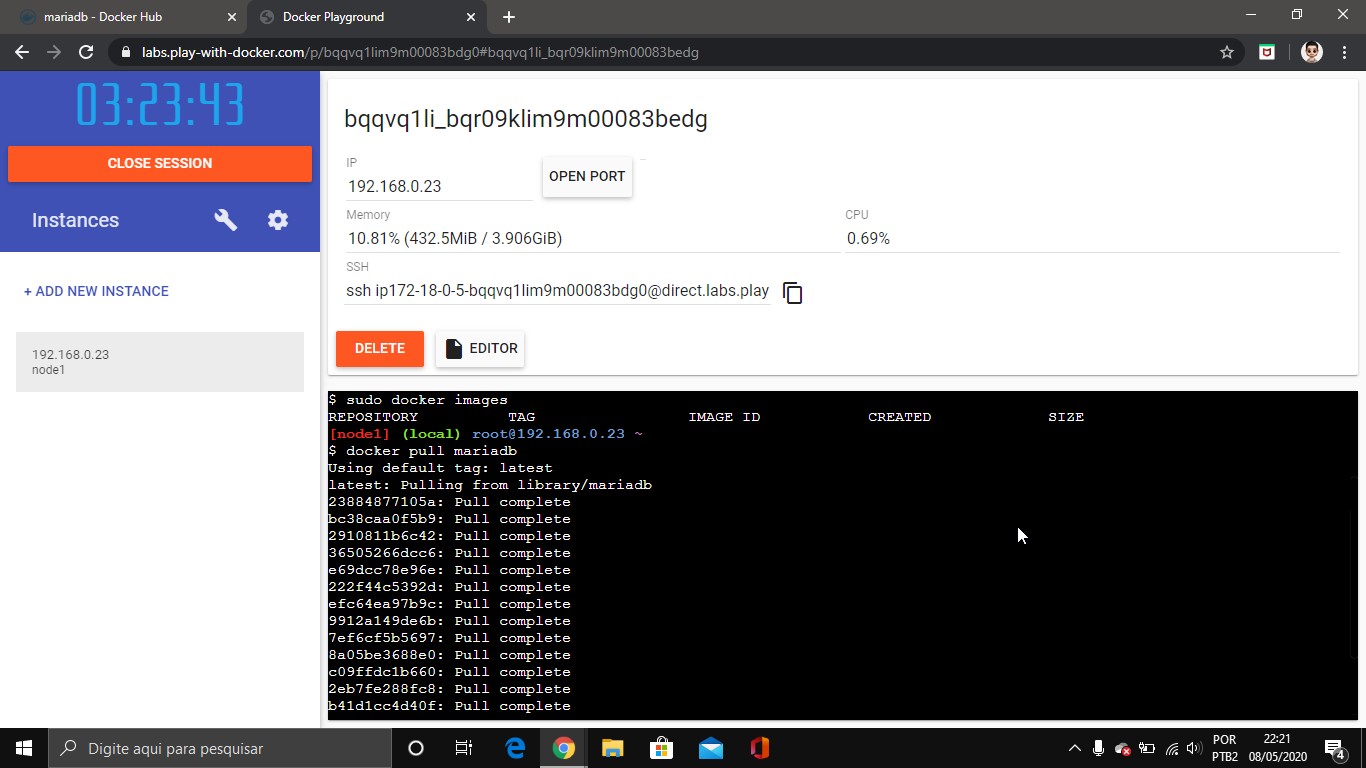 mariadb - Docker Hub
Docker Playground
labs.play-with-docker.com/p/bqqvq1lim9m00083bdg0#bqqvq1li_bqr09klim9m00083bedg
03:23:43
CLOSE SESSION
Instances
+ ADD NEW INSTANCE
192.168.0.23
node1
bqqvq1li_bqr09klim9m00083bedg
IP
192.168.0.23
OPEN PORT
Memory
10.81% (432.5MiB / 3.906GiB)
CPU
0.69%
SSH
ssh ip172-18-0-5-bqqvq1lim9m00083bdg0@direct.labs.play
DELETE
EDITOR
$ sudo docker images
REPOSITORY TAG IMAGE ID CREATED SIZE
[node1] (local) root@192.168.0.23 ~
$ docker pull mariadb
Using default tag: latest
latest: Pulling from library/mariadb
23884877105a: Pull complete
bc38caa0f5b9: Pull complete
2910811b6c42: Pull complete
36505266dcc6: Pull complete
e69dcc78e96e: Pull complete
222f44c5392d: Pull complete
efc64ea97b9c: Pull complete
9912a149de6b: Pull complete
7ef6cf5b5697: Pull complete
8a05be3688e0: Pull complete
c09ffdc1b660: Pull complete
2eb7fe288fc8: Pull complete
b41d1cc4d40f: Pull complete
Digite aqui para pesquisar
POR
PTB2
22:21
08/05/2020
4